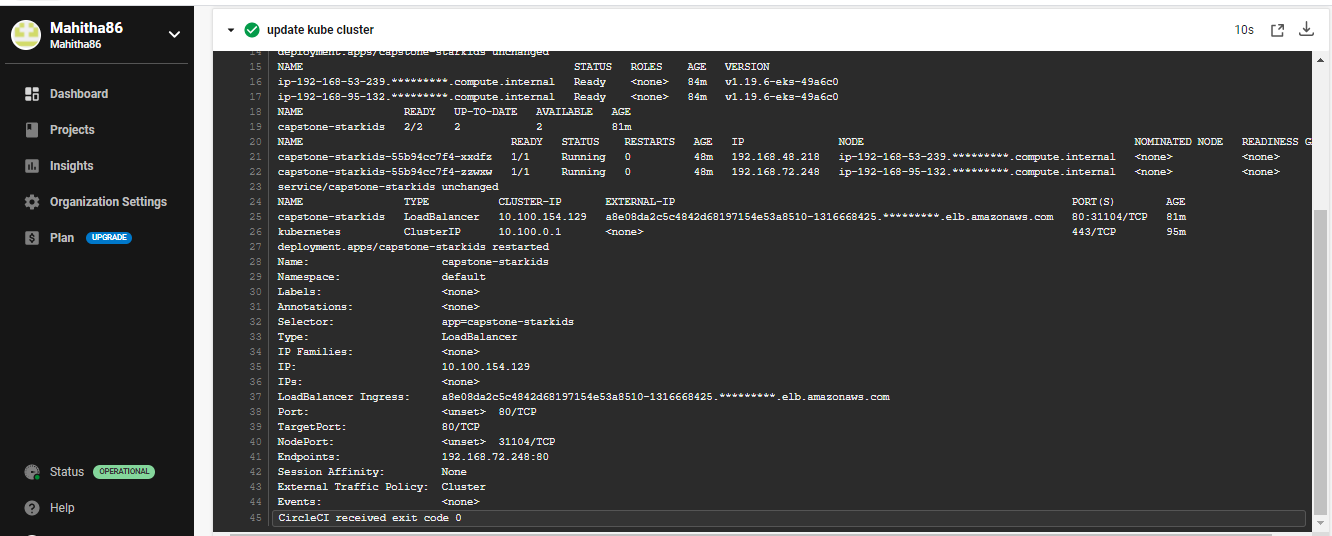 Mahitha86
Mahitha86
Dashboard
Projects
Insights
Organization Settings
Plan UPGRADE
Status OPERATIONAL
Help
update kube cluster 10s
14 deployment.apps/capstone-starkids unchanged
15 NAME STATUS ROLES AGE VERSION
16 ip-192-168-53-239.*********.compute.internal Ready <none> 84m v1.19.6-eks-49a6c0
17 ip-192-168-95-132.*********.compute.internal Ready <none> 84m v1.19.6-eks-49a6c0
18 NAME READY UP-TO-DATE AVAILABLE AGE
19 capstone-starkids 2/2 2 2 81m
20 NAME READY STATUS RESTARTS AGE IP NODE NOMINATED NODE READINESS G
21 capstone-starkids-55b94cc7f4-xxdfz 1/1 Running 0 48m 192.168.48.218 ip-192-168-53-239.*********.compute.internal <none> <none>
22 capstone-starkids-55b94cc7f4-zzwxw 1/1 Running 0 48m 192.168.72.248 ip-192-168-95-132.*********.compute.internal <none> <none>
23 service/capstone-starkids unchanged
24 NAME TYPE CLUSTER-IP EXTERNAL-IP PORT(S) AGE
25 capstone-starkids LoadBalancer 10.100.154.129 a8e08da2c5c4842d68197154e53a8510-1316668425.*********.elb.amazonaws.com 80:31104/TCP 81m
26 kubernetes ClusterIP 10.100.0.1 <none> 443/TCP 95m
27 deployment.apps/capstone-starkids restarted
28 Name: capstone-starkids
29 Namespace: default
30 Labels: <none>
31 Annotations: <none>
32 Selector: app=capstone-starkids
33 Type: LoadBalancer
34 IP Families: <none>
35 IP: 10.100.154.129
36 IPs: <none>
37 LoadBalancer Ingress: a8e08da2c5c4842d68197154e53a8510-1316668425.*********.elb.amazonaws.com
38 Port: <unset> 80/TCP
39 TargetPort: 80/TCP
40 NodePort: <unset> 31104/TCP
41 Endpoints: 192.168.72.248:80
42 Session Affinity: None
43 External Traffic Policy: Cluster
44 Events: <none>
45 CircleCI received exit code 0